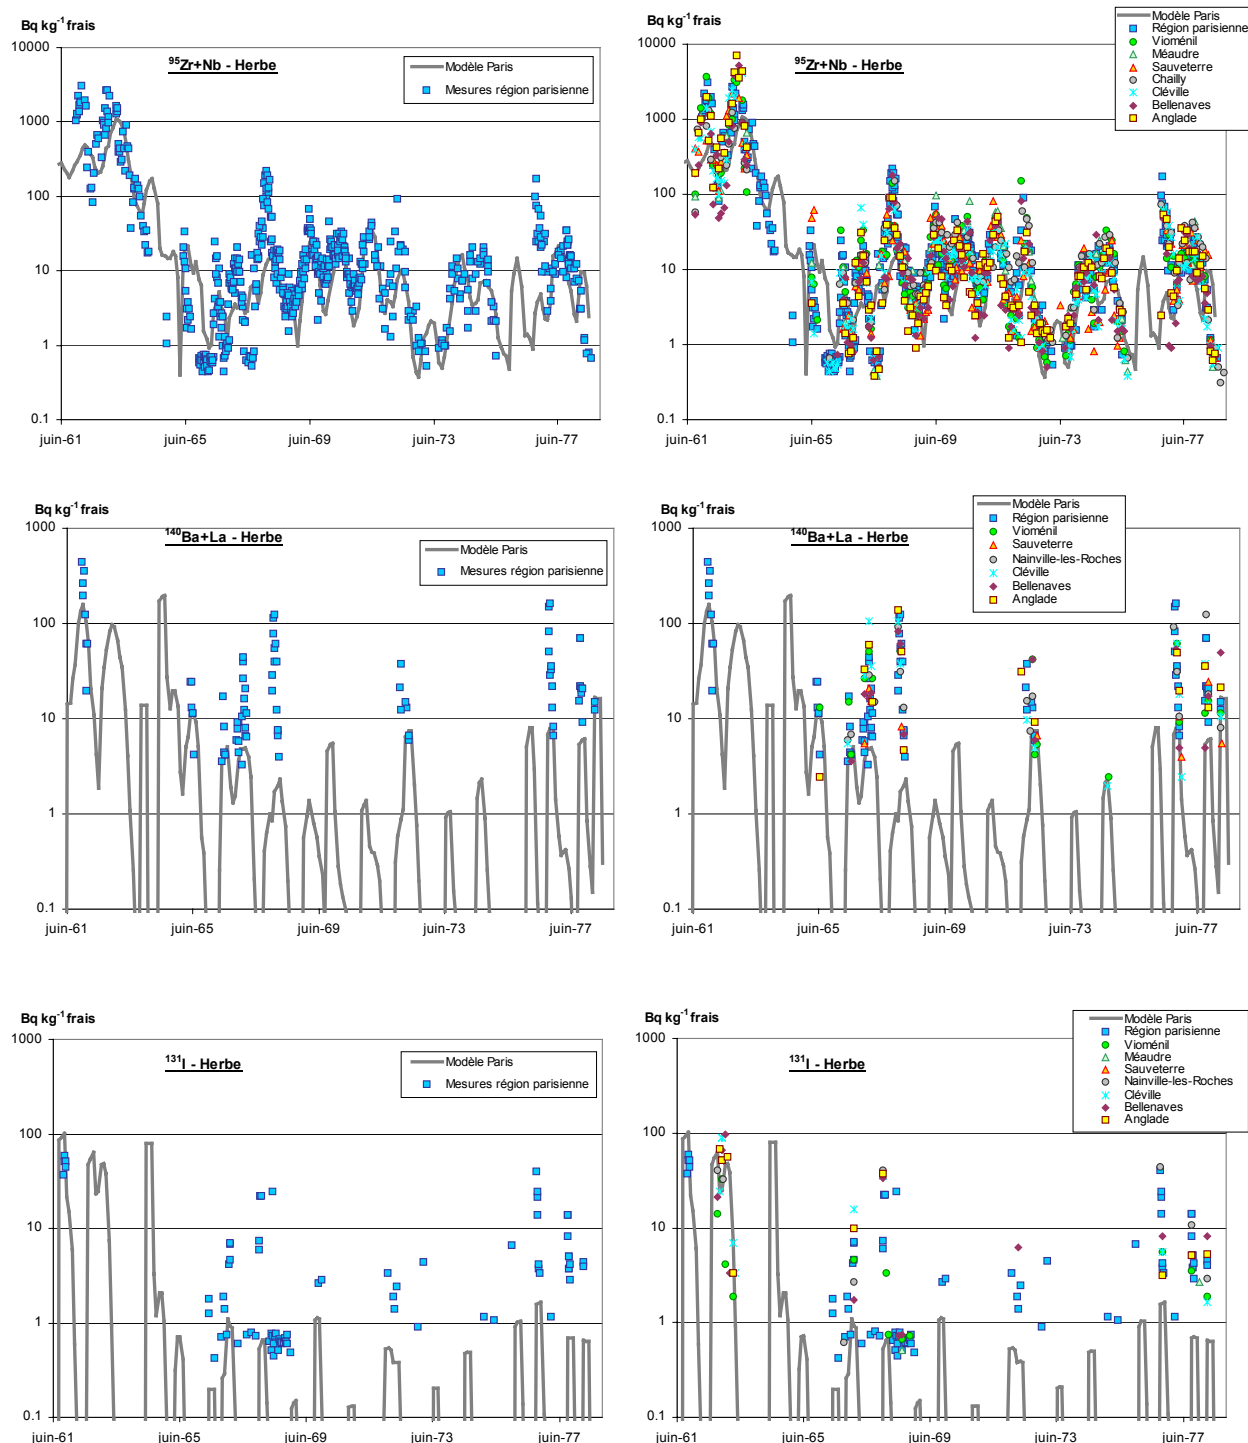 Bq kg-1 frais
95Zr+Nb - Herbe
Modèle Paris
Mesures région parisienne
10000
1000
100
10
1
0.1
juin-61
juin-65
juin-69
juin-73
juin-77
Bq kg-1 frais
95Zr+Nb - Herbe
Modèle Paris
Région parisienne
Vioménil
Méaudre
Sauveterre
Chailly
Cléville
Bellenaves
Anglade
10000
1000
100
10
1
0.1
juin-61
juin-65
juin-69
juin-73
juin-77
Bq kg-1 frais
140Ba+La - Herbe
Modèle Paris
Mesures région parisienne
1000
100
10
1
0.1
juin-61
juin-65
juin-69
juin-73
juin-77
Bq kg-1 frais
140Ba+La - Herbe
Modèle Paris
Région parisienne
Vioménil
Sauveterre
Nainville-les-Roches
Cléville
Bellenaves
Anglade
1000
100
10
1
0.1
juin-61
juin-65
juin-69
juin-73
juin-77
Bq kg-1 frais
131I - Herbe
Modèle Paris
Mesures région parisienne
1000
100
10
1
0.1
juin-61
juin-65
juin-69
juin-73
juin-77
Bq kg-1 frais
131I - Herbe
Modèle Paris
Région parisienne
Vioménil
Méaudre
Sauveterre
Nainville-les-Roches
Cléville
Bellenaves
Anglade
1000
100
10
1
0.1
juin-61
juin-65
juin-69
juin-73
juin-77